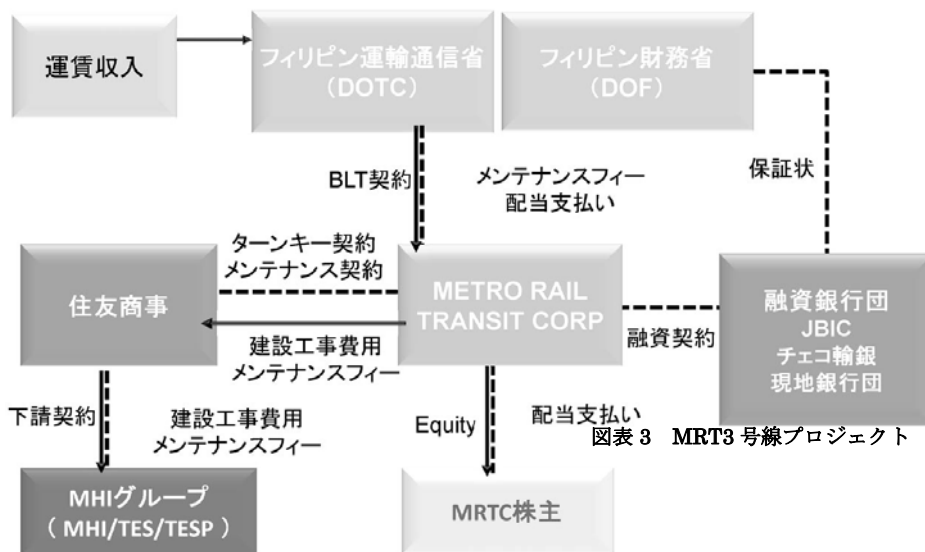 運賃収入
フィリピン運輸通信省
（DOTC）
フィリピン財務省
（DOF）
BLT契約
メンテナンスフィー
配当支払い
保証状
ターンキー契約
メンテナンス契約
住友商事
METRO RAIL
TRANSIT CORP
融資契約
融資銀行団
JBIC
チェコ輸銀
現地銀行団
建設工事費用
メンテナンスフィー
下請契約
建設工事費用
メンテナンスフィー
Equity
配当支払い
図表 3　MRT3 号線プロジェクト
MHIグループ
（ MHI/TES/TESP ）
MRTC株主